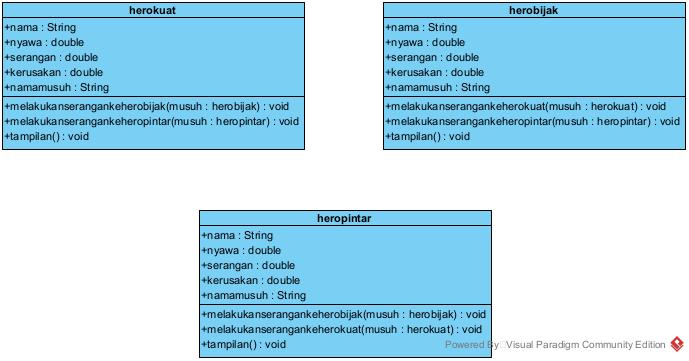 herokuat
+nama : String
+nyawa : double
+serangan : double
+kerusakan : double
+namamusuh : String
+melakukanserangankeherobijak(musuh : herobijak) : void
+melakukanserangankeheropintar(musuh : heropintar) : void
+tampilan() : void
herobijak
+nama : String
+nyawa : double
+serangan : double
+kerusakan : double
+namamusuh : String
+melakukanserangankeherokuat(musuh : herokuat) : void
+melakukanserangankeheropintar(musuh : heropintar) : void
+tampilan() : void
heropintar
+nama : String
+nyawa : double
+serangan : double
+kerusakan : double
+namamusuh : String
+melakukanserangankeherobijak(musuh : herobijak) : void
+melakukanserangankeherokuat(musuh : herokuat) : void
+tampilan() : void
Powered By Visual Paradigm Community Edition